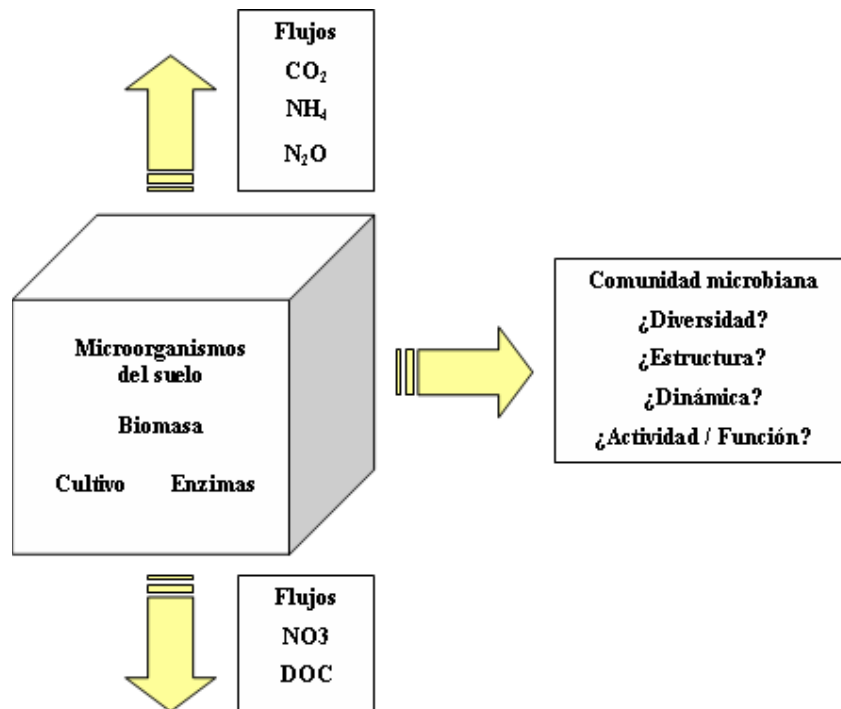 Flujos
CO₂
NH₄
N₂O
Microorganismos
del suelo
Biomasa
Cultivo Enzimas
Comunidad microbiana
¿Diversidad?
¿Estructura?
¿Dinámica?
¿Actividad / Función?
Flujos
NO3
DOC